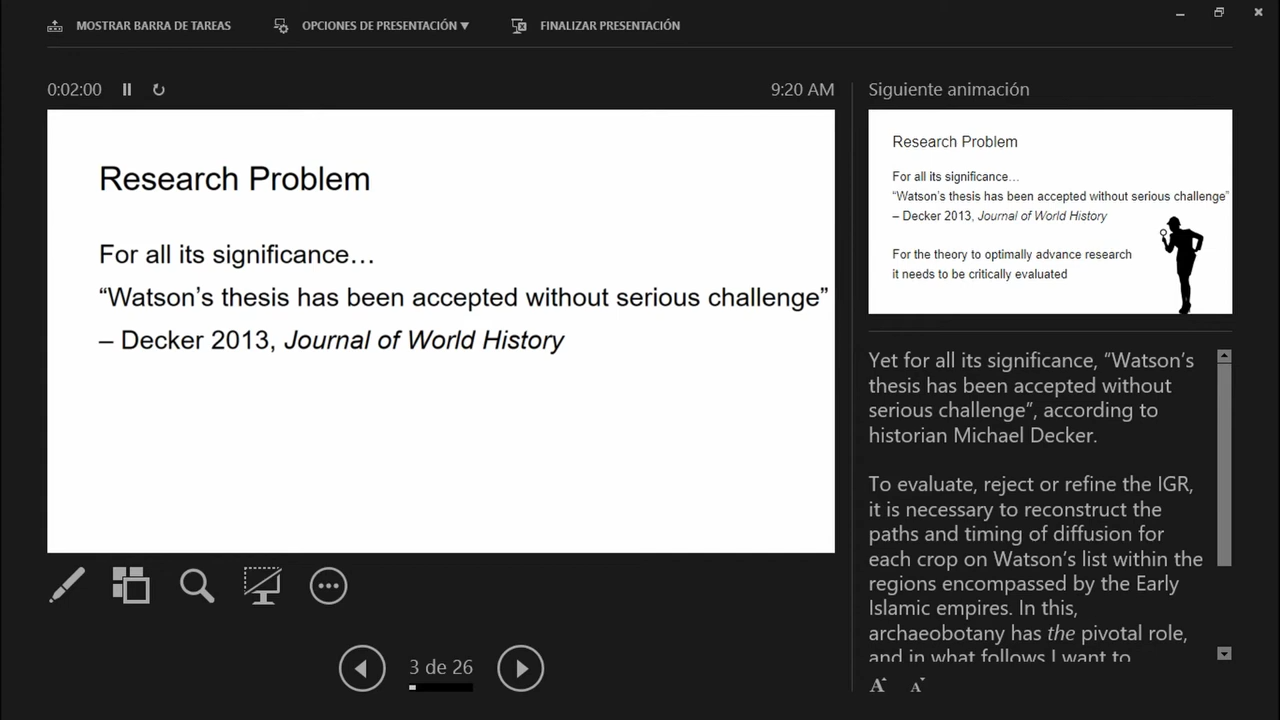 MOSTRAR BARRA DE TAREAS
OPCIONES DE PRESENTACIÓN ▼
FINALIZAR PRESENTACIÓN
0:02:00
9:20 AM
Research Problem
For all its significance…
“Watson’s thesis has been accepted without serious challenge”
– Decker 2013, Journal of World History
3 de 26
Siguiente animación
Research Problem
For all its significance…
“Watson’s thesis has been accepted without serious challenge”
– Decker 2013, Journal of World History
For the theory to optimally advance research
it needs to be critically evaluated
Yet for all its significance, “Watson’s
thesis has been accepted without
serious challenge”, according to
historian Michael Decker.
To evaluate, reject or refine the IGR,
it is necessary to reconstruct the
paths and timing of diffusion for
each crop on Watson’s list within the
regions encompassed by the Early
Islamic empires. In this,
archaeobotany has the pivotal role,
and in what follows I want to
A A